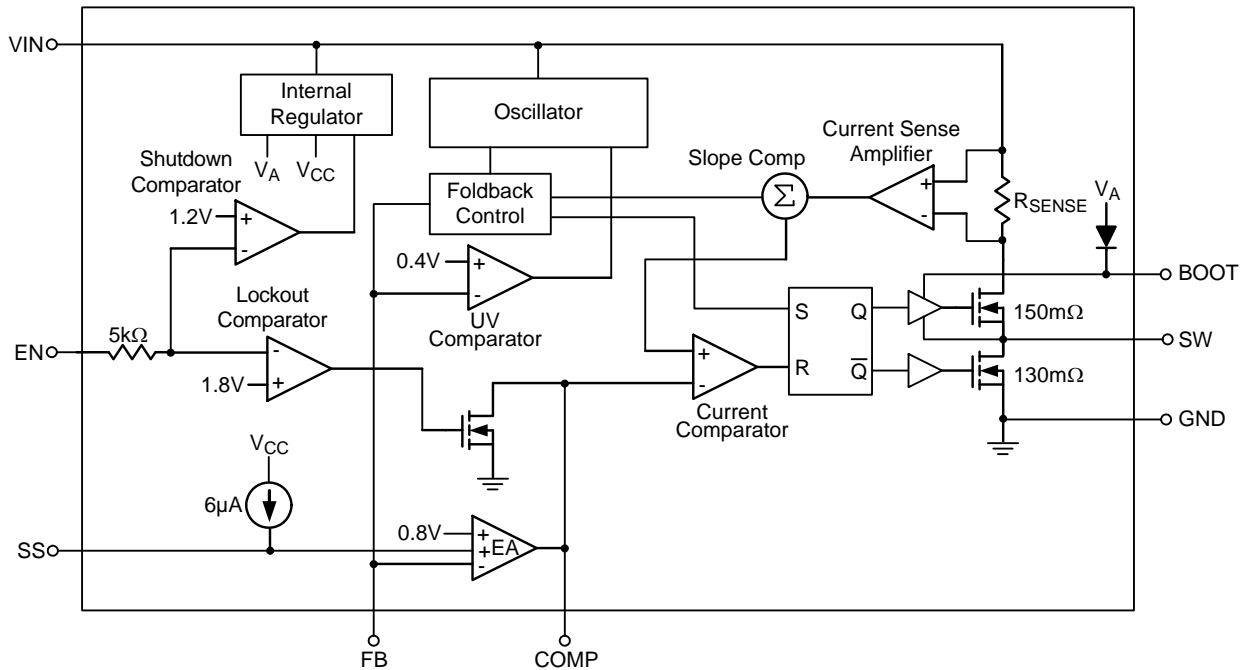 VIN
Internal
Regulator
Oscillator
Current Sense
Amplifier
Shutdown
Comparator
VA
VCC
Slope Comp
Foldback
Control
Σ
+
-
RSENSE
VA
1.2V
+
-
0.4V
+
-
BOOT
Lockout
Comparator
UV
Comparator
S
Q
150mΩ
5kΩ
EN
-
SW
1.8V
+
+
-
R
Q̅
130mΩ
Current
Comparator
GND
VCC
6µA
0.8V
+
SS
+
EA
-
FB
COMP